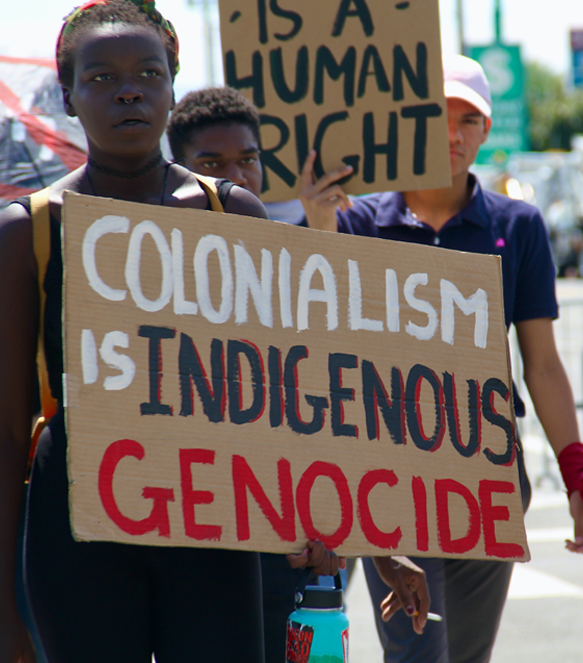 IS A
HUMAN
RIGHT
COLONIALISM
IS INDIGENOUS
GENOCIDE